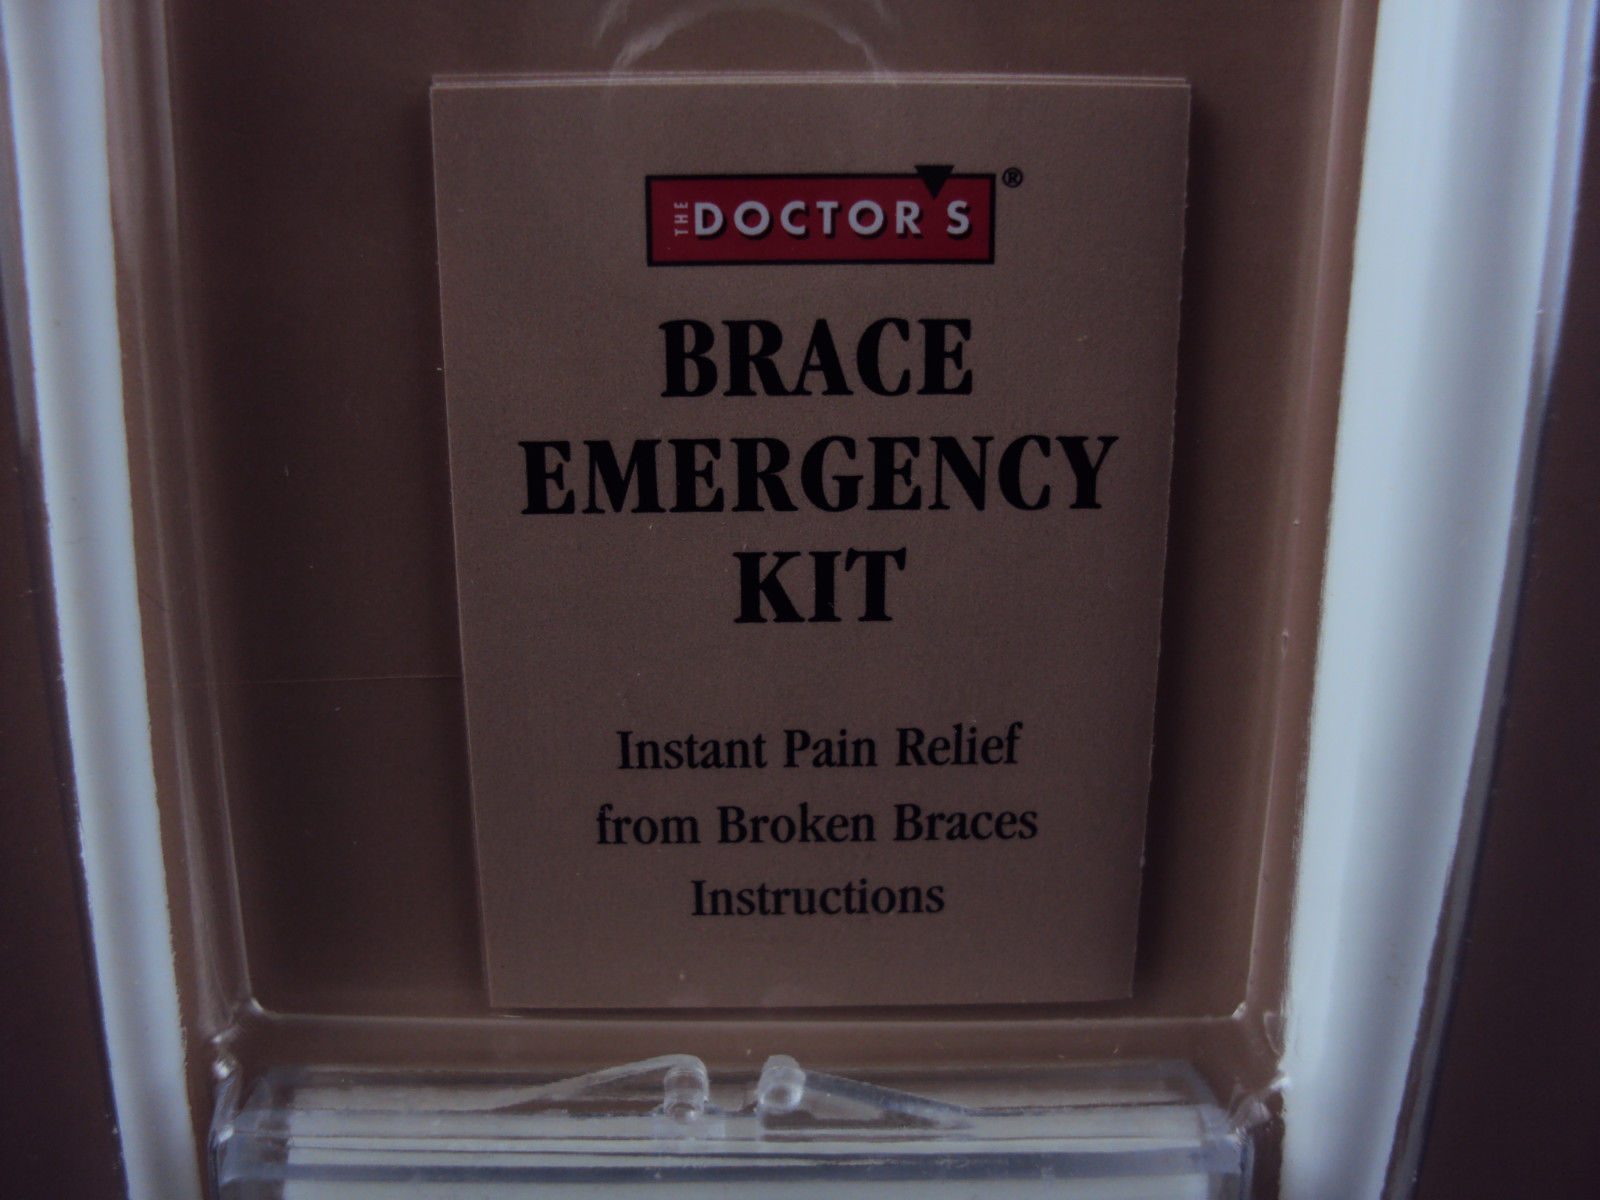 THE DOCTOR'S ®
BRACE
EMERGENCY
KIT
Instant Pain Relief
from Broken Braces
Instructions